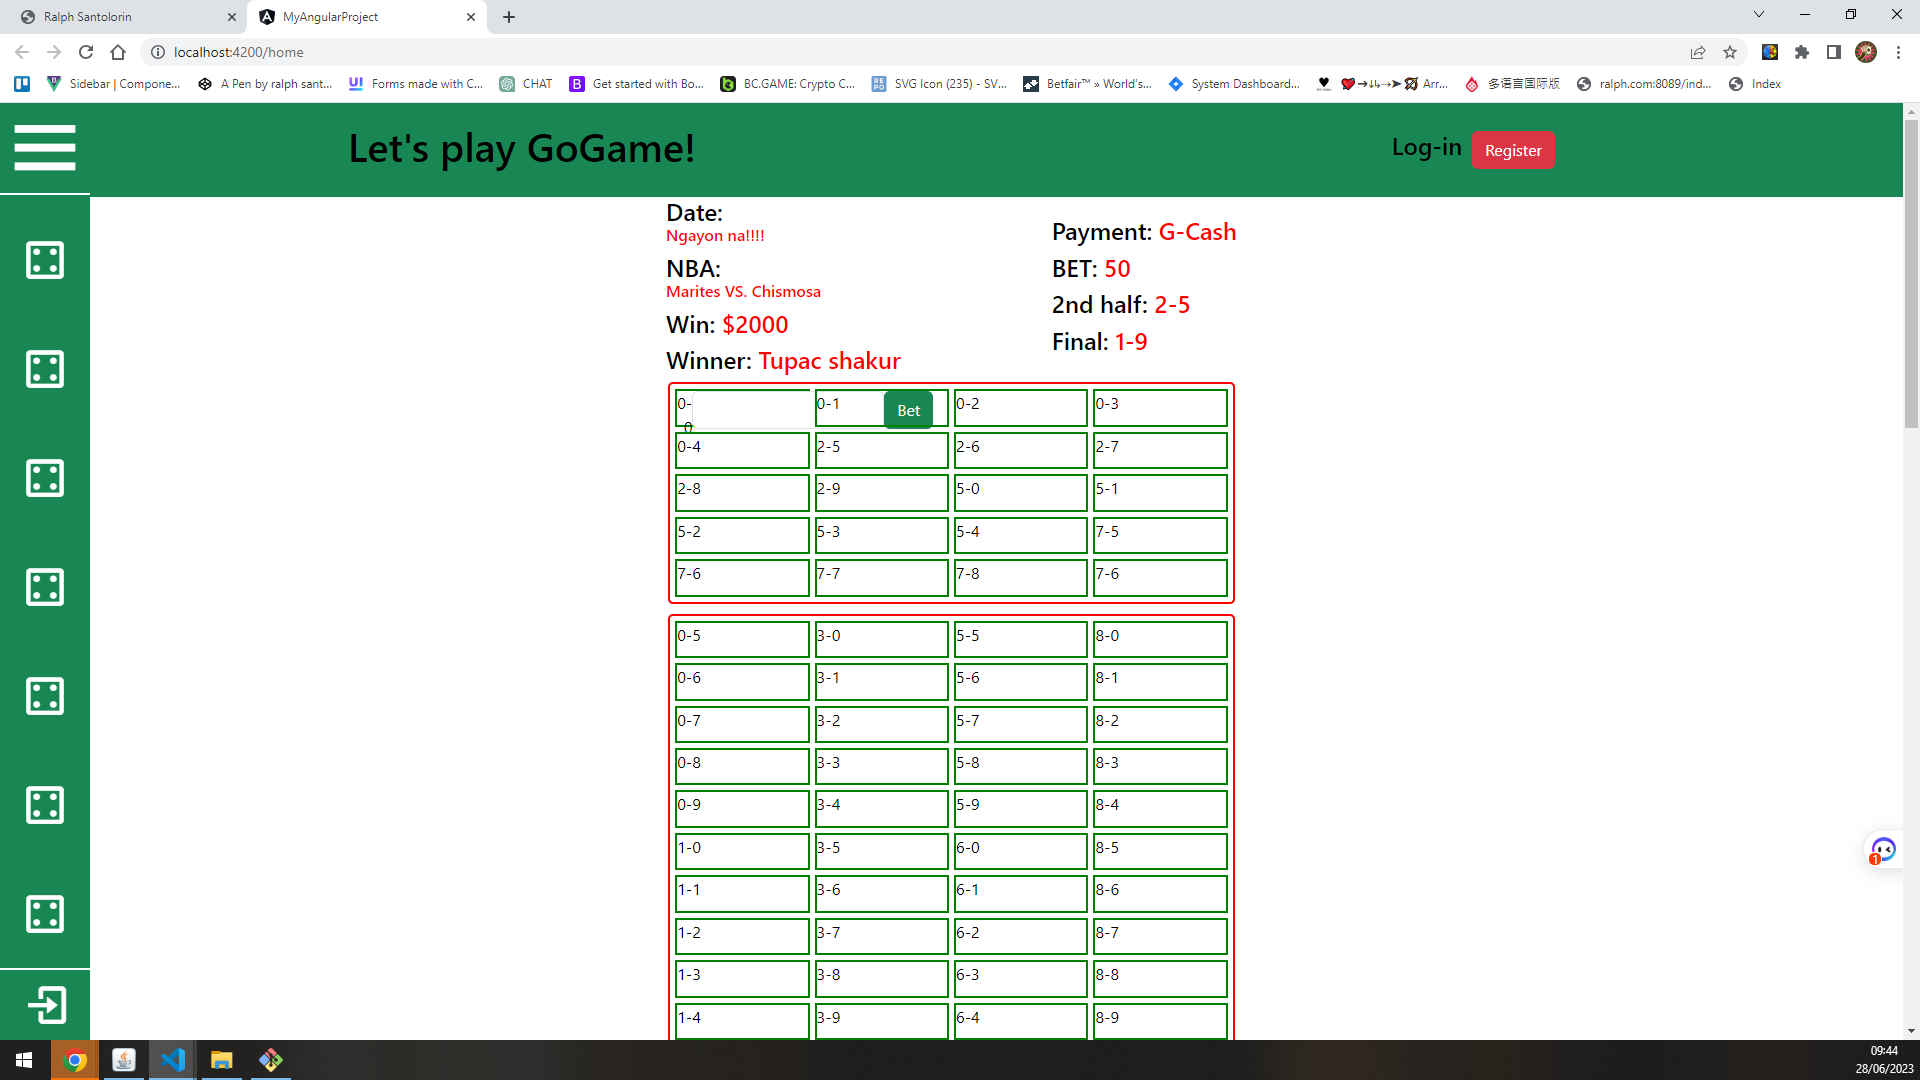 Ralph Santolorin
MyAngularProject
localhost:4200/home
Sidebar | Compone...
A Pen by ralph sant...
Forms made with C...
CHAT
Get started with Bo...
BC.GAME: Crypto C...
SVG Icon (235) - SV...
Betfair™ » World's...
System Dashboard...
Arr...
多语言国际版
ralph.com:8089/ind...
Index
Let's play GoGame!
Log-in
Register
Date:
Ngayon na!!!!
NBA:
Marites VS. Chismosa
Win: $2000
Winner: Tupac shakur
Payment: G-Cash
BET: 50
2nd half: 2-5
Final: 1-9
0-
0
0-1
Bet
0-2
0-3
0-4
2-5
2-6
2-7
2-8
2-9
5-0
5-1
5-2
5-3
5-4
7-5
7-6
7-7
7-8
7-6
0-5
3-0
5-5
8-0
0-6
3-1
5-6
8-1
0-7
3-2
5-7
8-2
0-8
3-3
5-8
8-3
0-9
3-4
5-9
8-4
1-0
3-5
6-0
8-5
1-1
3-6
6-1
8-6
1-2
3-7
6-2
8-7
1-3
3-8
6-3
8-8
1-4
3-9
6-4
8-9
1
09:44
28/06/2023